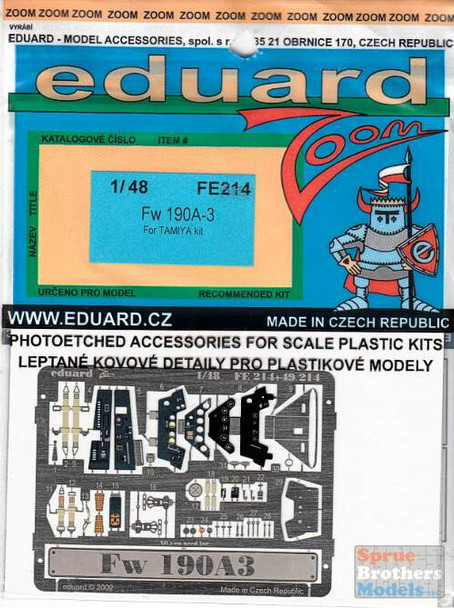 ZOOM ZOOM ZOOM ZOOM ZOOM ZOOM ZOOM ZOOM ZOOM ZOOM ZOOM ZOOM
VYRÁBÍ
EDUARD - MODEL ACCESSORIES, spol. s r. 35 21 OBRNICE 170, CZECH REPUBLIC
eduard
Zoom
KATALOGOVÉ ČÍSLO ITEM #
NÁZEV TITLE
1/48 FE214
Fw 190A-3
For TAMIYA kit
URČENO PRO MODEL RECOMMENDED KIT
e
WWW.EDUARD.CZ MADE IN CZECH REPUBLIC
PHOTOETCHED ACCESSORIES FOR SCALE PLASTIC KITS
LEPTANÉ KOVOVÉ DETAILY PRO PLASTIKOVÉ MODELY
eduard Zoom 1/48 FE 214+49 214
Fw 190A3
eduard © 2002 Made in Czech Republic
Sprue
Brothers
Models LLC